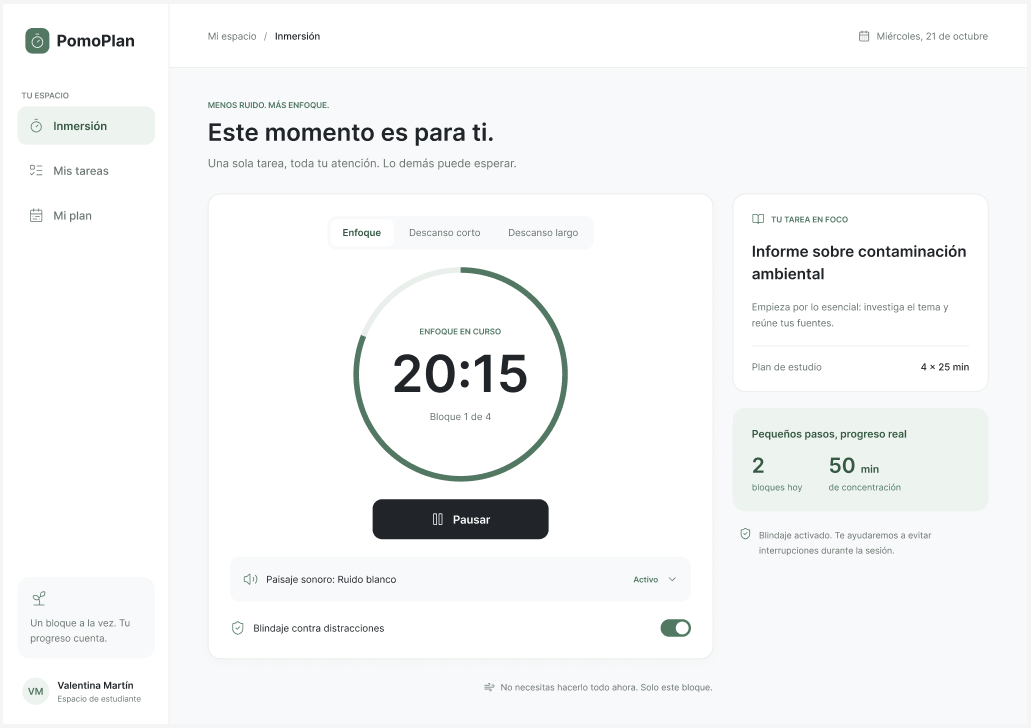 PomoPlan
TU ESPACIO
Inmersión
Mis tareas
Mi plan
Un bloque a la vez. Tu
progreso cuenta.
VM
Valentina Martín
Espacio de estudiante
Mi espacio / Inmersión
Miércoles, 21 de octubre
MENOS RUIDO. MÁS ENFOQUE.
Este momento es para ti.
Una sola tarea, toda tu atención. Lo demás puede esperar.
Enfoque Descanso corto Descanso largo
ENFOQUE EN CURSO
20:15
Bloque 1 de 4
Pausar
Paisaje sonoro: Ruido blanco Activo
Blindaje contra distracciones
TU TAREA EN FOCO
Informe sobre contaminación
ambiental
Empieza por lo esencial: investiga el tema y
reúne tus fuentes.
Plan de estudio 4 × 25 min
Pequeños pasos, progreso real
2 50 min
bloques hoy de concentración
Blindaje activado. Te ayudaremos a evitar
interrupciones durante la sesión.
No necesitas hacerlo todo ahora. Solo este bloque.